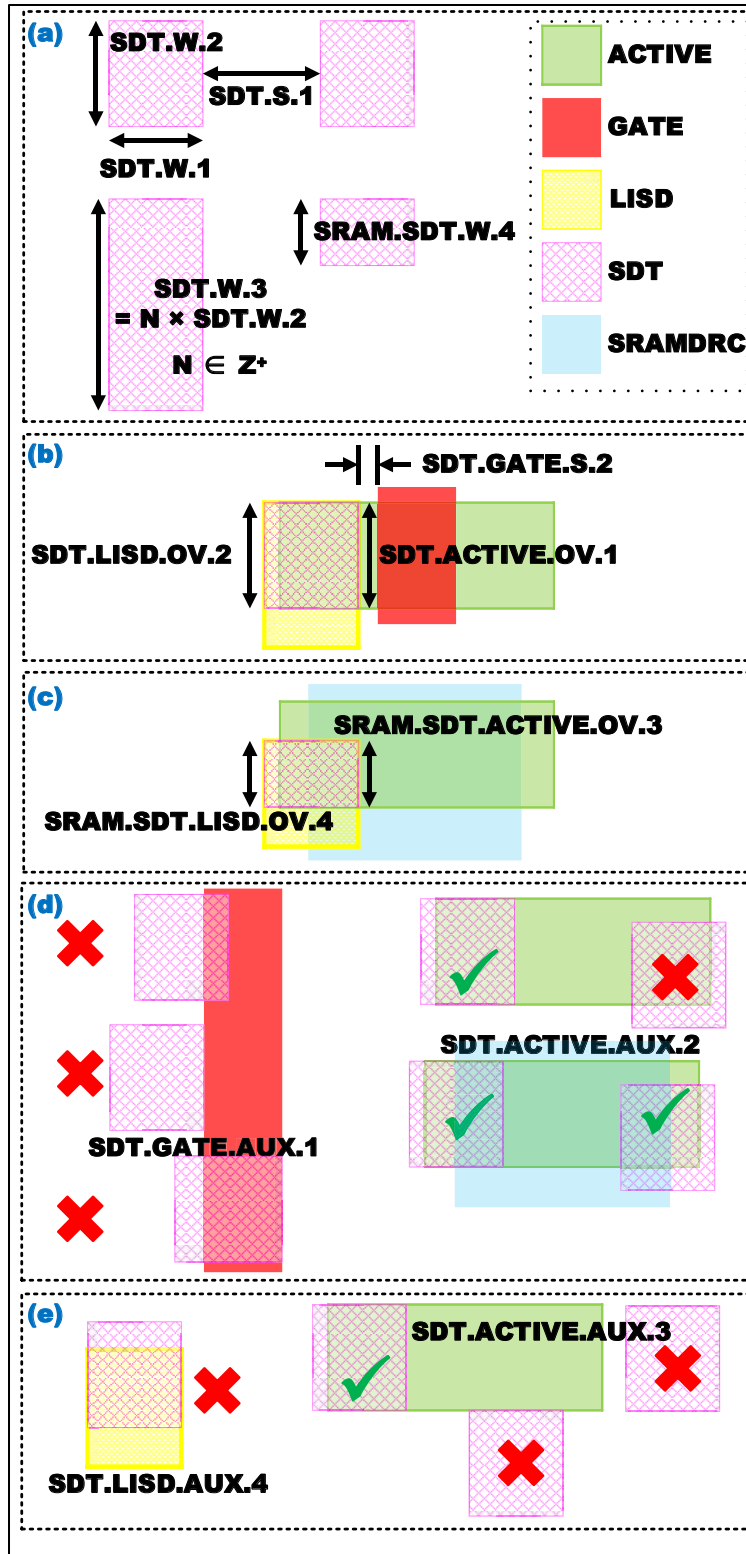 (a)
SDT.W.2
SDT.S.1
SDT.W.1
SRAM.SDT.W.4
SDT.W.3
= N × SDT.W.2
N ∈ Z⁺
ACTIVE
GATE
LISD
SDT
SRAMDRC
(b)
SDT.GATE.S.2
SDT.LISD.OV.2
SDT.ACTIVE.OV.1
(c)
SRAM.SDT.ACTIVE.OV.3
SRAM.SDT.LISD.OV.4
(d)
SDT.ACTIVE.AUX.2
SDT.GATE.AUX.1
(e)
SDT.ACTIVE.AUX.3
SDT.LISD.AUX.4